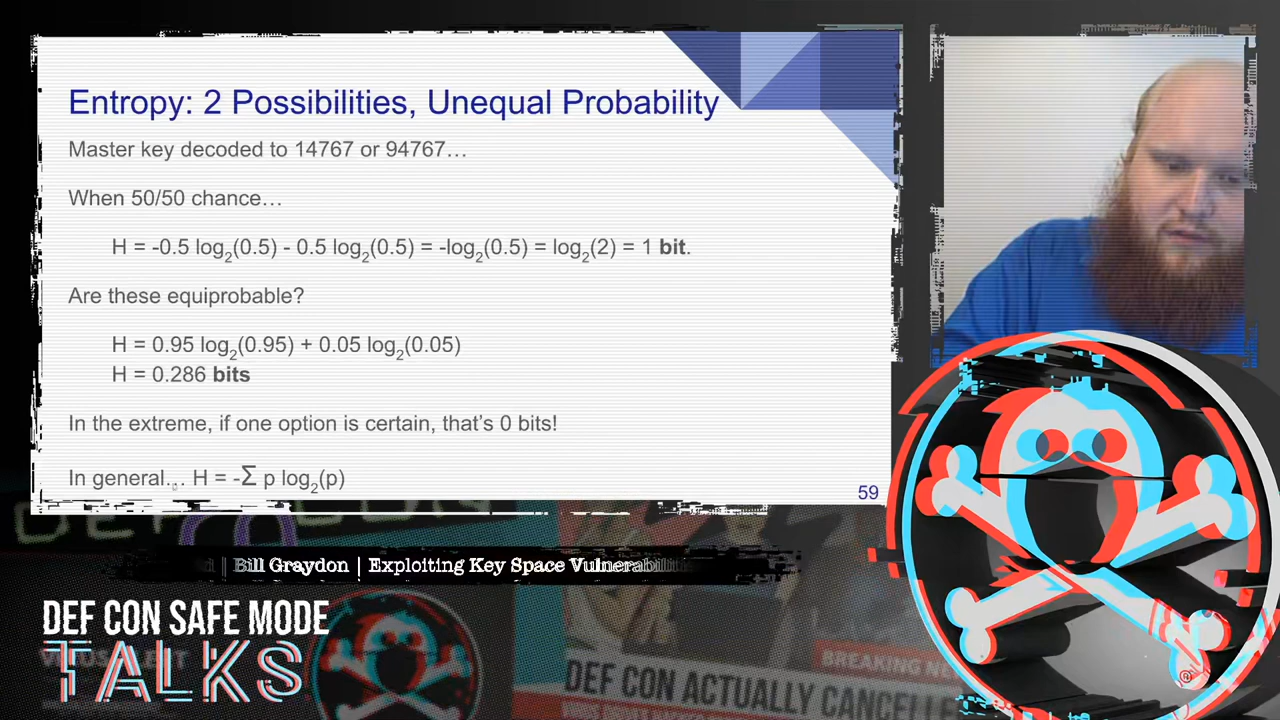 Entropy: 2 Possibilities, Unequal Probability
Master key decoded to 14767 or 94767…
When 50/50 chance…
H = -0.5 log₂(0.5) - 0.5 log₂(0.5) = -log₂(0.5) = log₂(2) = 1 bit.
Are these equiprobable?
H = 0.95 log₂(0.95) + 0.05 log₂(0.05)
H = 0.286 bits
In the extreme, if one option is certain, that's 0 bits!
In general… H = -Σ p log₂(p)
59
| Bill Graydon | Exploiting Key Space Vulnerabilit
DEF CON SAFE MODE
TALKS
BREAKING NE
DEF CON ACTUALLY CANCELLE
®